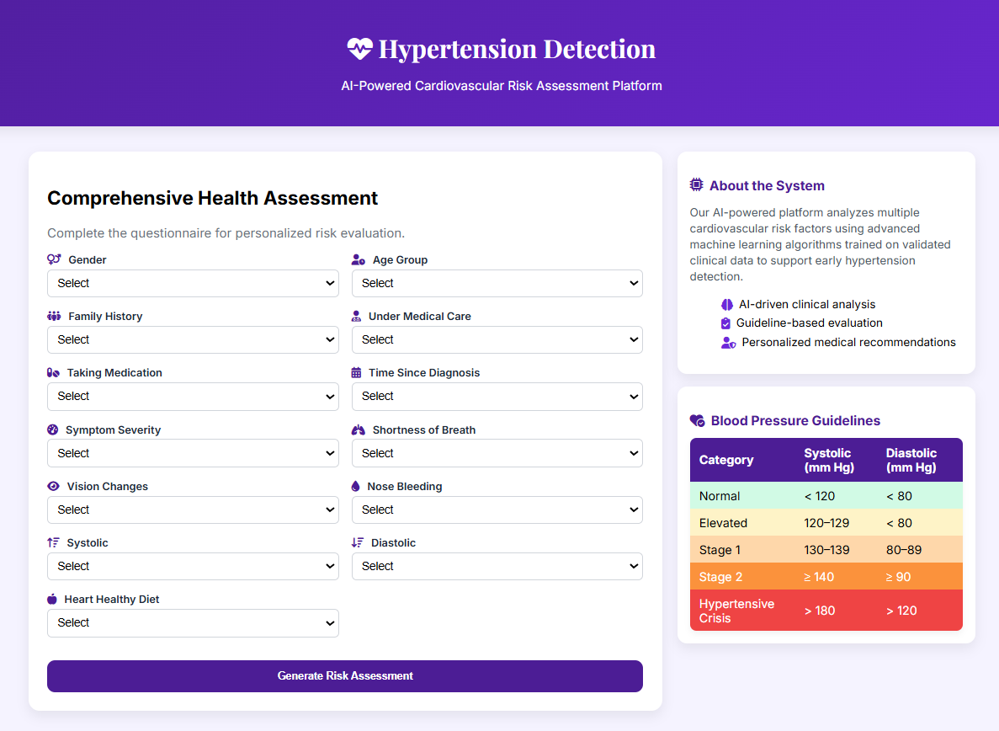 Hypertension Detection
AI-Powered Cardiovascular Risk Assessment Platform
Comprehensive Health Assessment
Complete the questionnaire for personalized risk evaluation.
Gender
Select
Age Group
Select
Family History
Select
Under Medical Care
Select
Taking Medication
Select
Time Since Diagnosis
Select
Symptom Severity
Select
Shortness of Breath
Select
Vision Changes
Select
Nose Bleeding
Select
Systolic
Select
Diastolic
Select
Heart Healthy Diet
Select
Generate Risk Assessment
About the System
Our AI-powered platform analyzes multiple
cardiovascular risk factors using advanced
machine learning algorithms trained on validated
clinical data to support early hypertension
detection.
AI-driven clinical analysis
Guideline-based evaluation
Personalized medical recommendations
Blood Pressure Guidelines
Category Systolic (mm Hg) Diastolic (mm Hg)
Normal < 120 < 80
Elevated 120–129 < 80
Stage 1 130–139 80–89
Stage 2 ≥ 140 ≥ 90
Hypertensive Crisis > 180 > 120